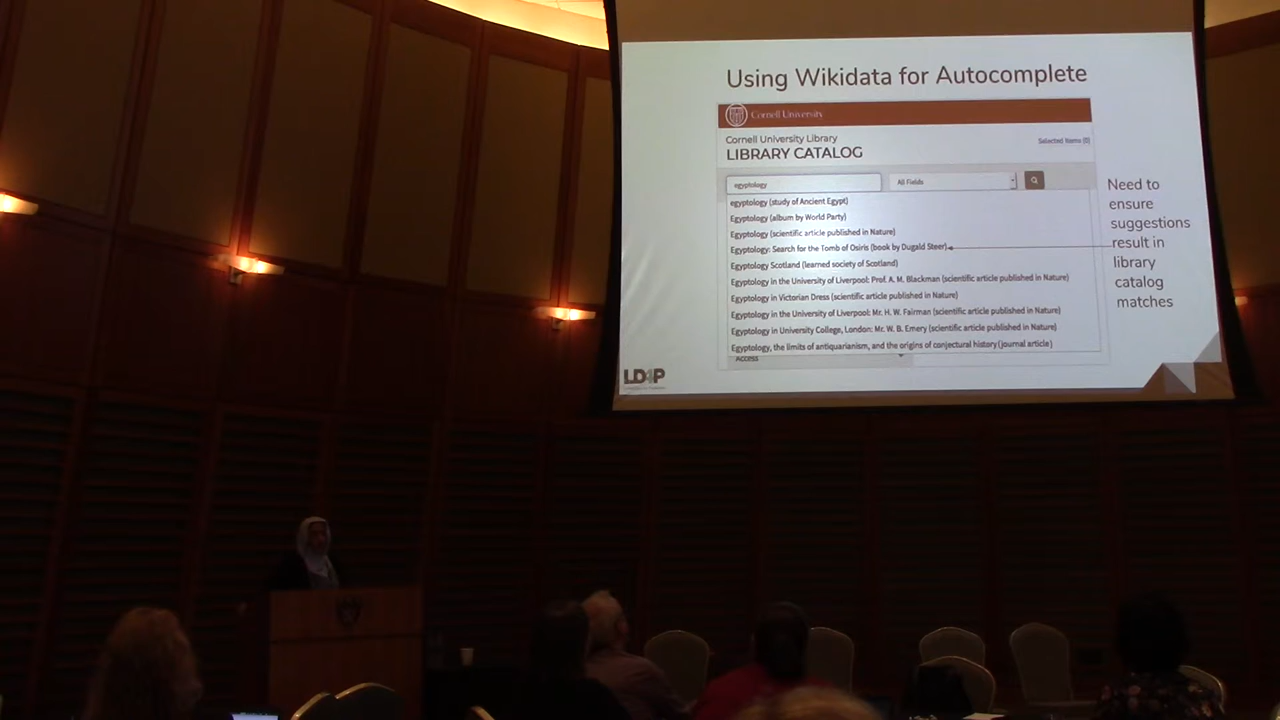 Using Wikidata for Autocomplete
Cornell University
Cornell University Library
Selected Items (0)
LIBRARY CATALOG
egyptology
All Fields
egyptology (study of Ancient Egypt)
Egyptology (album by World Party)
Egyptology (scientific article published in Nature)
Egyptology: Search for the Tomb of Osiris (book by Dugald Steer)
Egyptology Scotland (learned society of Scotland)
Egyptology in the University of Liverpool: Prof. A. M. Blackman (scientific article published in Nature)
Egyptology in Victorian Dress (scientific article published in Nature)
Egyptology in the University of Liverpool: Mr. H. W. Fairman (scientific article published in Nature)
Egyptology in University College, London: Mr. W. B. Emery (scientific article published in Nature)
Egyptology, the limits of antiquarianism, and the origins of conjectural history (journal article)
Access
Need to
ensure
suggestions
result in
library
catalog
matches
LD4P